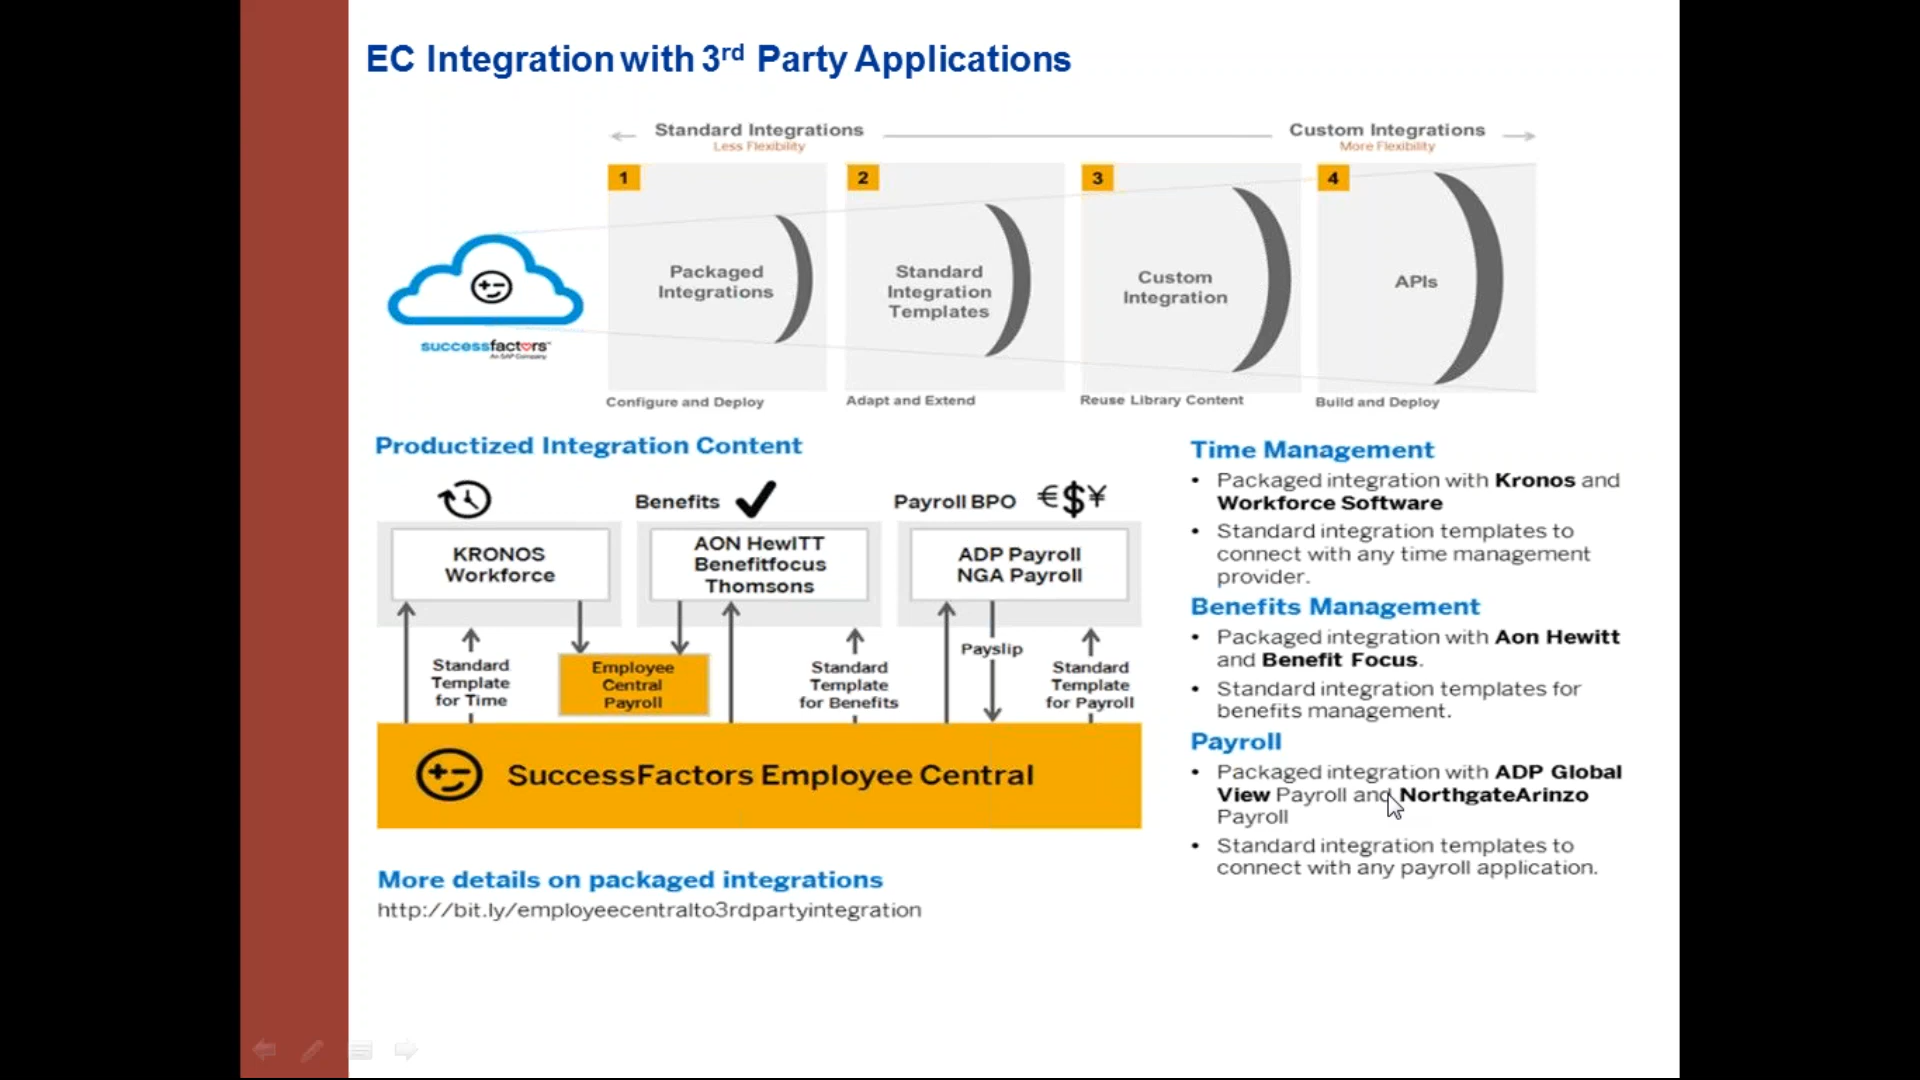 EC Integration with 3rd Party Applications
Standard Integrations
Less Flexibility
Custom Integrations
More Flexibility
1
2
3
4
Packaged
Integrations
Standard
Integration
Templates
Custom
Integration
APIs
successfactors™
An SAP Company
Configure and Deploy
Adapt and Extend
Reuse Library Content
Build and Deploy
Productized Integration Content
Benefits
Payroll BPO
€$¥
KRONOS
Workforce
AON HewITT
Benefitfocus
Thomsons
ADP Payroll
NGA Payroll
Standard
Template
for Time
Employee
Central
Payroll
Standard
Template
for Benefits
Payslip
Standard
Template
for Payroll
SuccessFactors Employee Central
More details on packaged integrations
http://bit.ly/employeecentralto3rdpartyintegration
Time Management
• Packaged integration with Kronos and
Workforce Software
• Standard integration templates to
connect with any time management
provider.
Benefits Management
• Packaged integration with Aon Hewitt
and Benefit Focus.
• Standard integration templates for
benefits management.
Payroll
• Packaged integration with ADP Global
View Payroll and NorthgateArinzo
Payroll
• Standard integration templates to
connect with any payroll application.